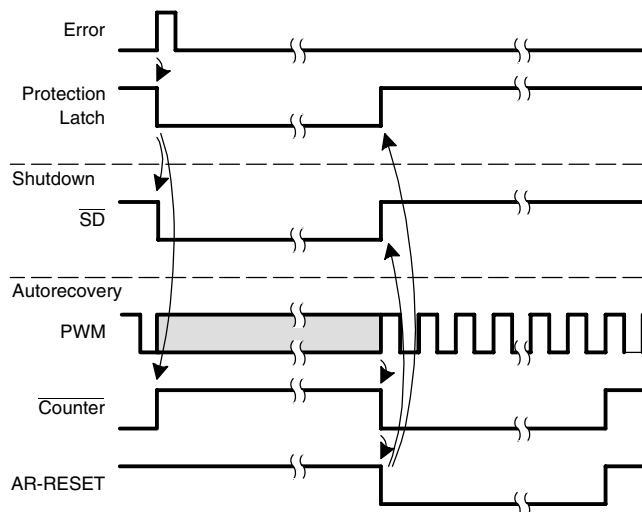 Error
Protection
Latch
Shutdown
SD
Autorecovery
PWM
Counter
AR-RESET